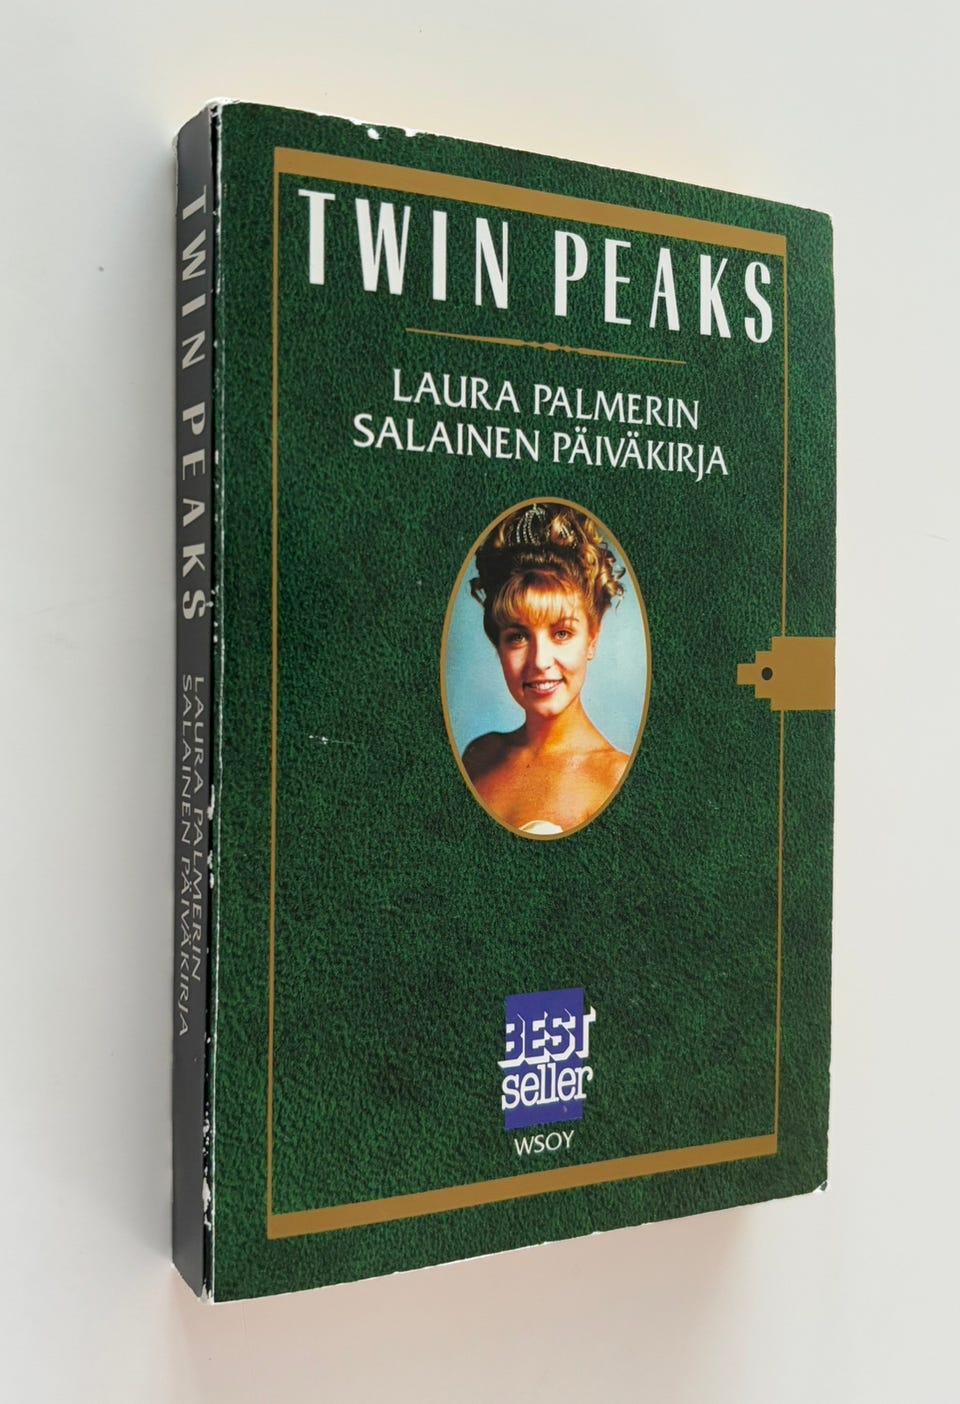 TWIN PEAKS
LAURA PALMERIN
SALAINEN PÄIVÄKIRJA
BEST
seller
WSOY
TWIN PEAKS
LAURA PALMERIN
SALAINEN PÄIVÄKIRJA